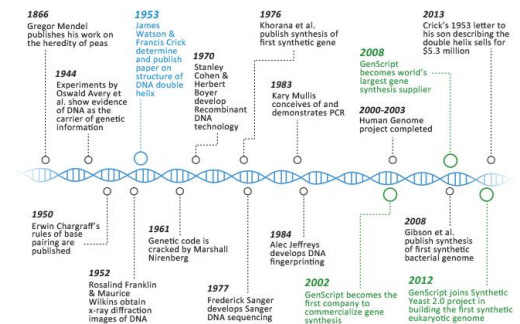 1866
Gregor Mendel
publishes his work on
the heredity of peas
1944
Experiments by
Oswald Avery et
al. show evidence
of DNA as the
carrier of genetic
information
1953
James
Watson &
Francis Crick
determine
and publish
paper on
structure of
DNA double
helix
1970
Stanley
Cohen &
Herbert
Boyer
develop
Recombinant
DNA
technology
1976
Khorana et al.
publish synthesis of
first synthetic gene
1983
Kary Mullis
conceives of and
demonstrates PCR
2008
GenScript
becomes world's
largest gene
synthesis supplier
2000-2003
Human Genome
project completed
2013
Crick's 1953 letter to
his son describing the
double helix sells for
$5.3 million
1950
Erwin Chargraff's
rules of base
pairing are
published
1952
Rosalind Franklin
& Maurice
Wilkins obtain
x-ray diffraction
images of DNA
1961
Genetic code is
cracked by Marshall
Nirenberg
1977
Frederick Sanger
develops Sanger
DNA sequencing
1984
Alec Jeffreys
develops DNA
fingerprinting
2002
GenScript becomes the
first company to
commercialize gene
synthesis
2008
Gibson et al.
publish synthesis
of first synthetic
bacterial genome
2012
GenScript joins Synthetic
Yeast 2.0 project in
building the first synthetic
eukaryotic genome